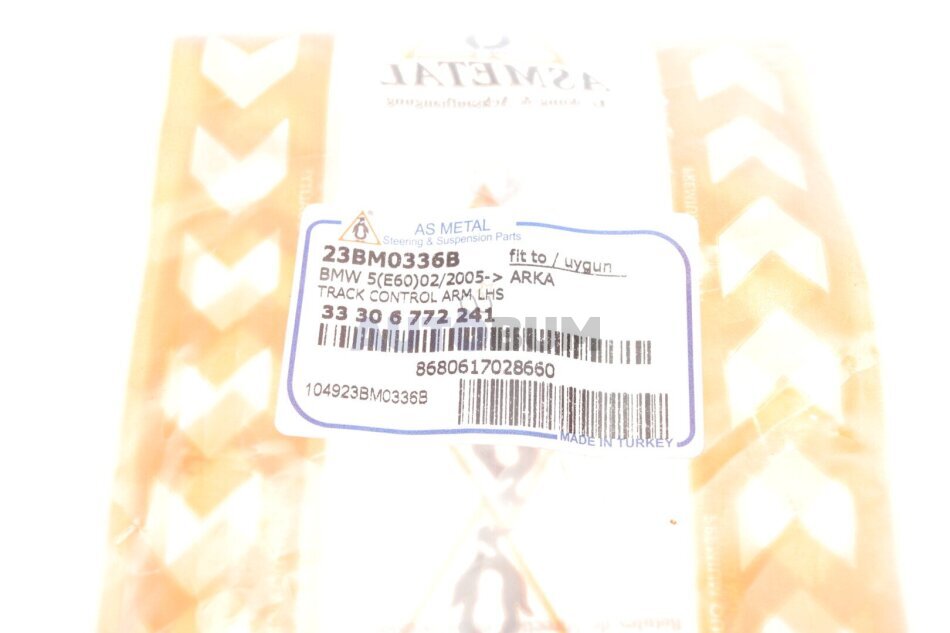 ASMETAL
AS METAL
Steering & Suspension Parts
23BM0336B fit to / uygun
BMW 5(E60)02/2005-> ARKA
TRACK CONTROL ARM LHS
33 30 6 772 241
AUTOBUM
8680617028660
104923BM0336B
MADE IN TURKEY